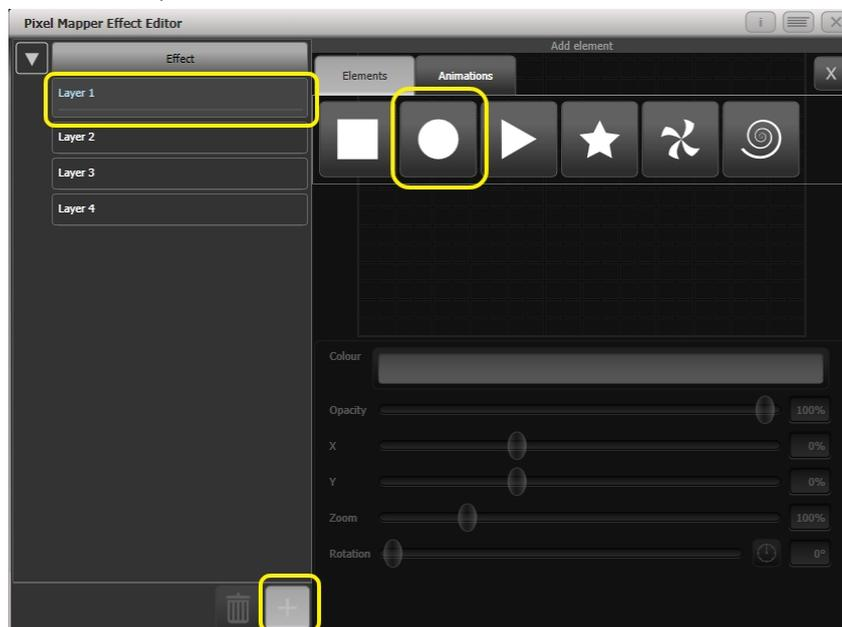 Pixel Mapper Effect Editor
i
X
Effect
Add element
Elements
Animations
X
Layer 1
Layer 2
Layer 3
Layer 4
Colour
Opacity
100%
X
0%
Y
0%
Zoom
100%
Rotation
0°
+